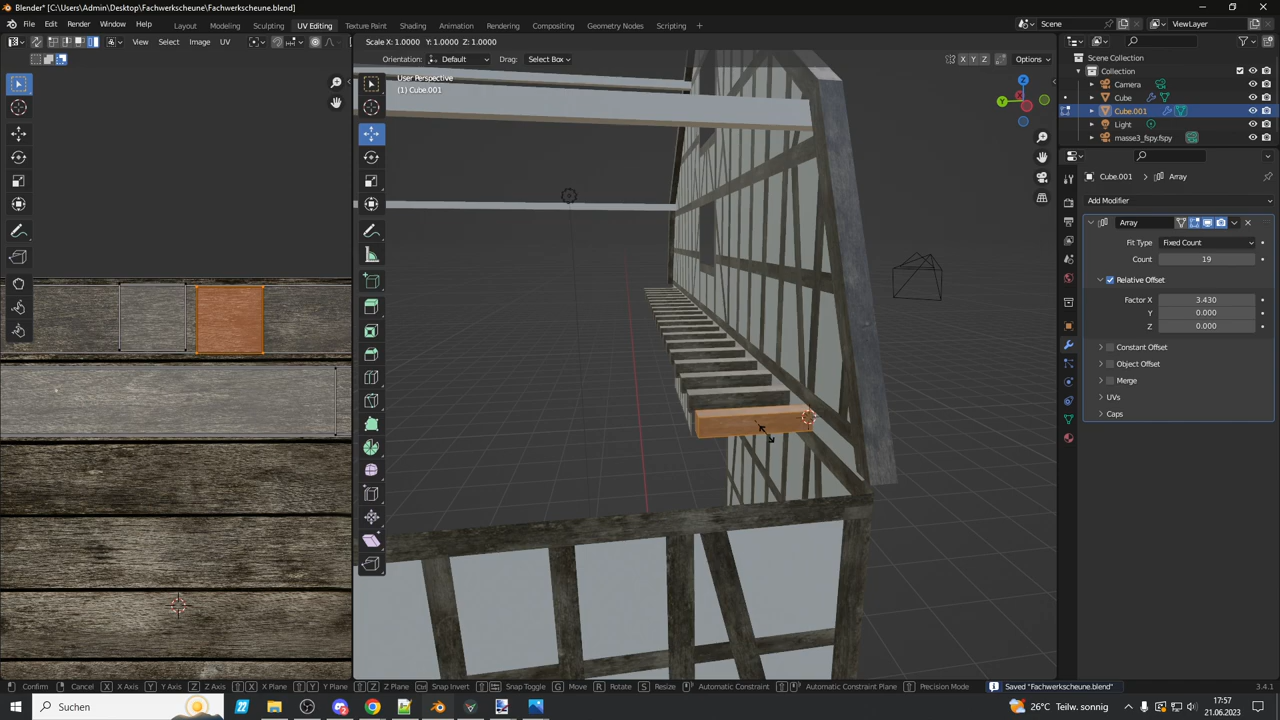 Blender* [C:\Users\Admin\Desktop\Fachwerkscheune\Fachwerkscheune.blend]
File Edit Render Window Help Layout Modeling Sculpting UV Editing Texture Paint Shading Animation Rendering Compositing Geometry Nodes Scripting Scene ViewLayer
View Select Image UV Scale X: 1.0000 Y: 1.0000 Z: 1.0000
Orientation: Default Drag: Select Box X Y Z Options
User Perspective
(1) Cube.001
Scene Collection
Collection
Camera
Cube
Cube.001
Light
masse3_fspy.fspy
Cube.001 > Array
Add Modifier
Array
Fit Type Fixed Count
Count 19
Relative Offset
Factor X 3.430
Y 0.000
Z 0.000
Constant Offset
Object Offset
Merge
UVs
Caps
Confirm Cancel X X Axis Y Y Axis Z Z Axis X X Plane Y Y Plane Z Z Plane Ctrl Snap Invert Snap Toggle G Move R Rotate S Resize Automatic Constraint Automatic Constraint Plane Precision Mode Saved "Fachwerkscheune.blend" 3.4.1
Suchen 26°C Teilw. sonnig 17:57
21.06.2023